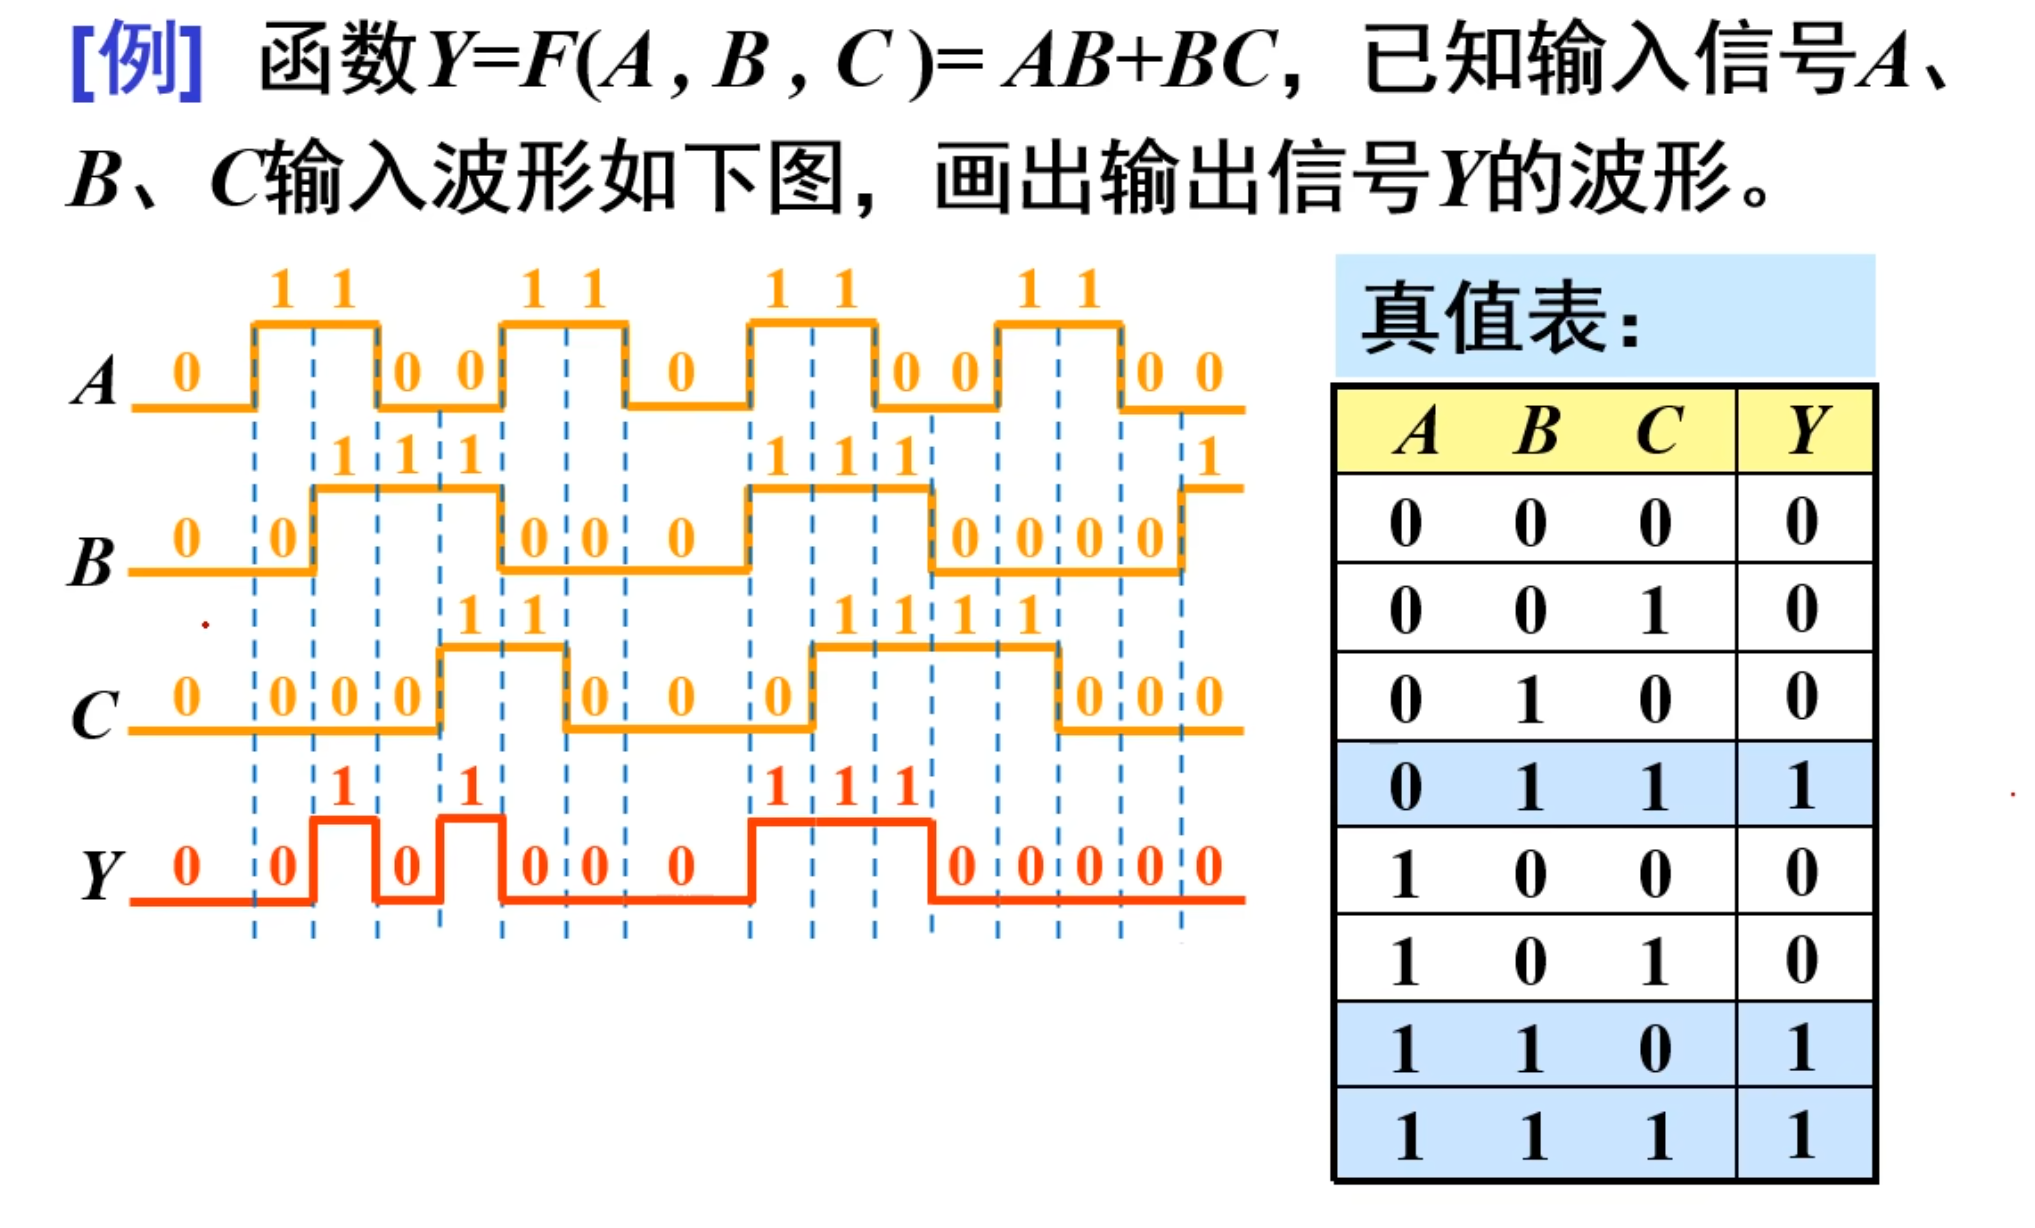 [例] 函数Y=F(A , B , C )= AB+BC，已知输入信号A、
B、C输入波形如下图，画出输出信号Y的波形。
1 1 1 1 1 1 1 1
A 0 0 0 0 0 0 0 0
1 1 1 1 1 1 1
B 0 0 0 0 0 0 0 0 0
1 1 1 1 1 1
C 0 0 0 0 0 0 0 0 0 0
1 1 1 1 1
Y 0 0 0 0 0 0 0 0 0 0 0
真值表：
A B C Y
0 0 0 0
0 0 1 0
0 1 0 0
0 1 1 1
1 0 0 0
1 0 1 0
1 1 0 1
1 1 1 1